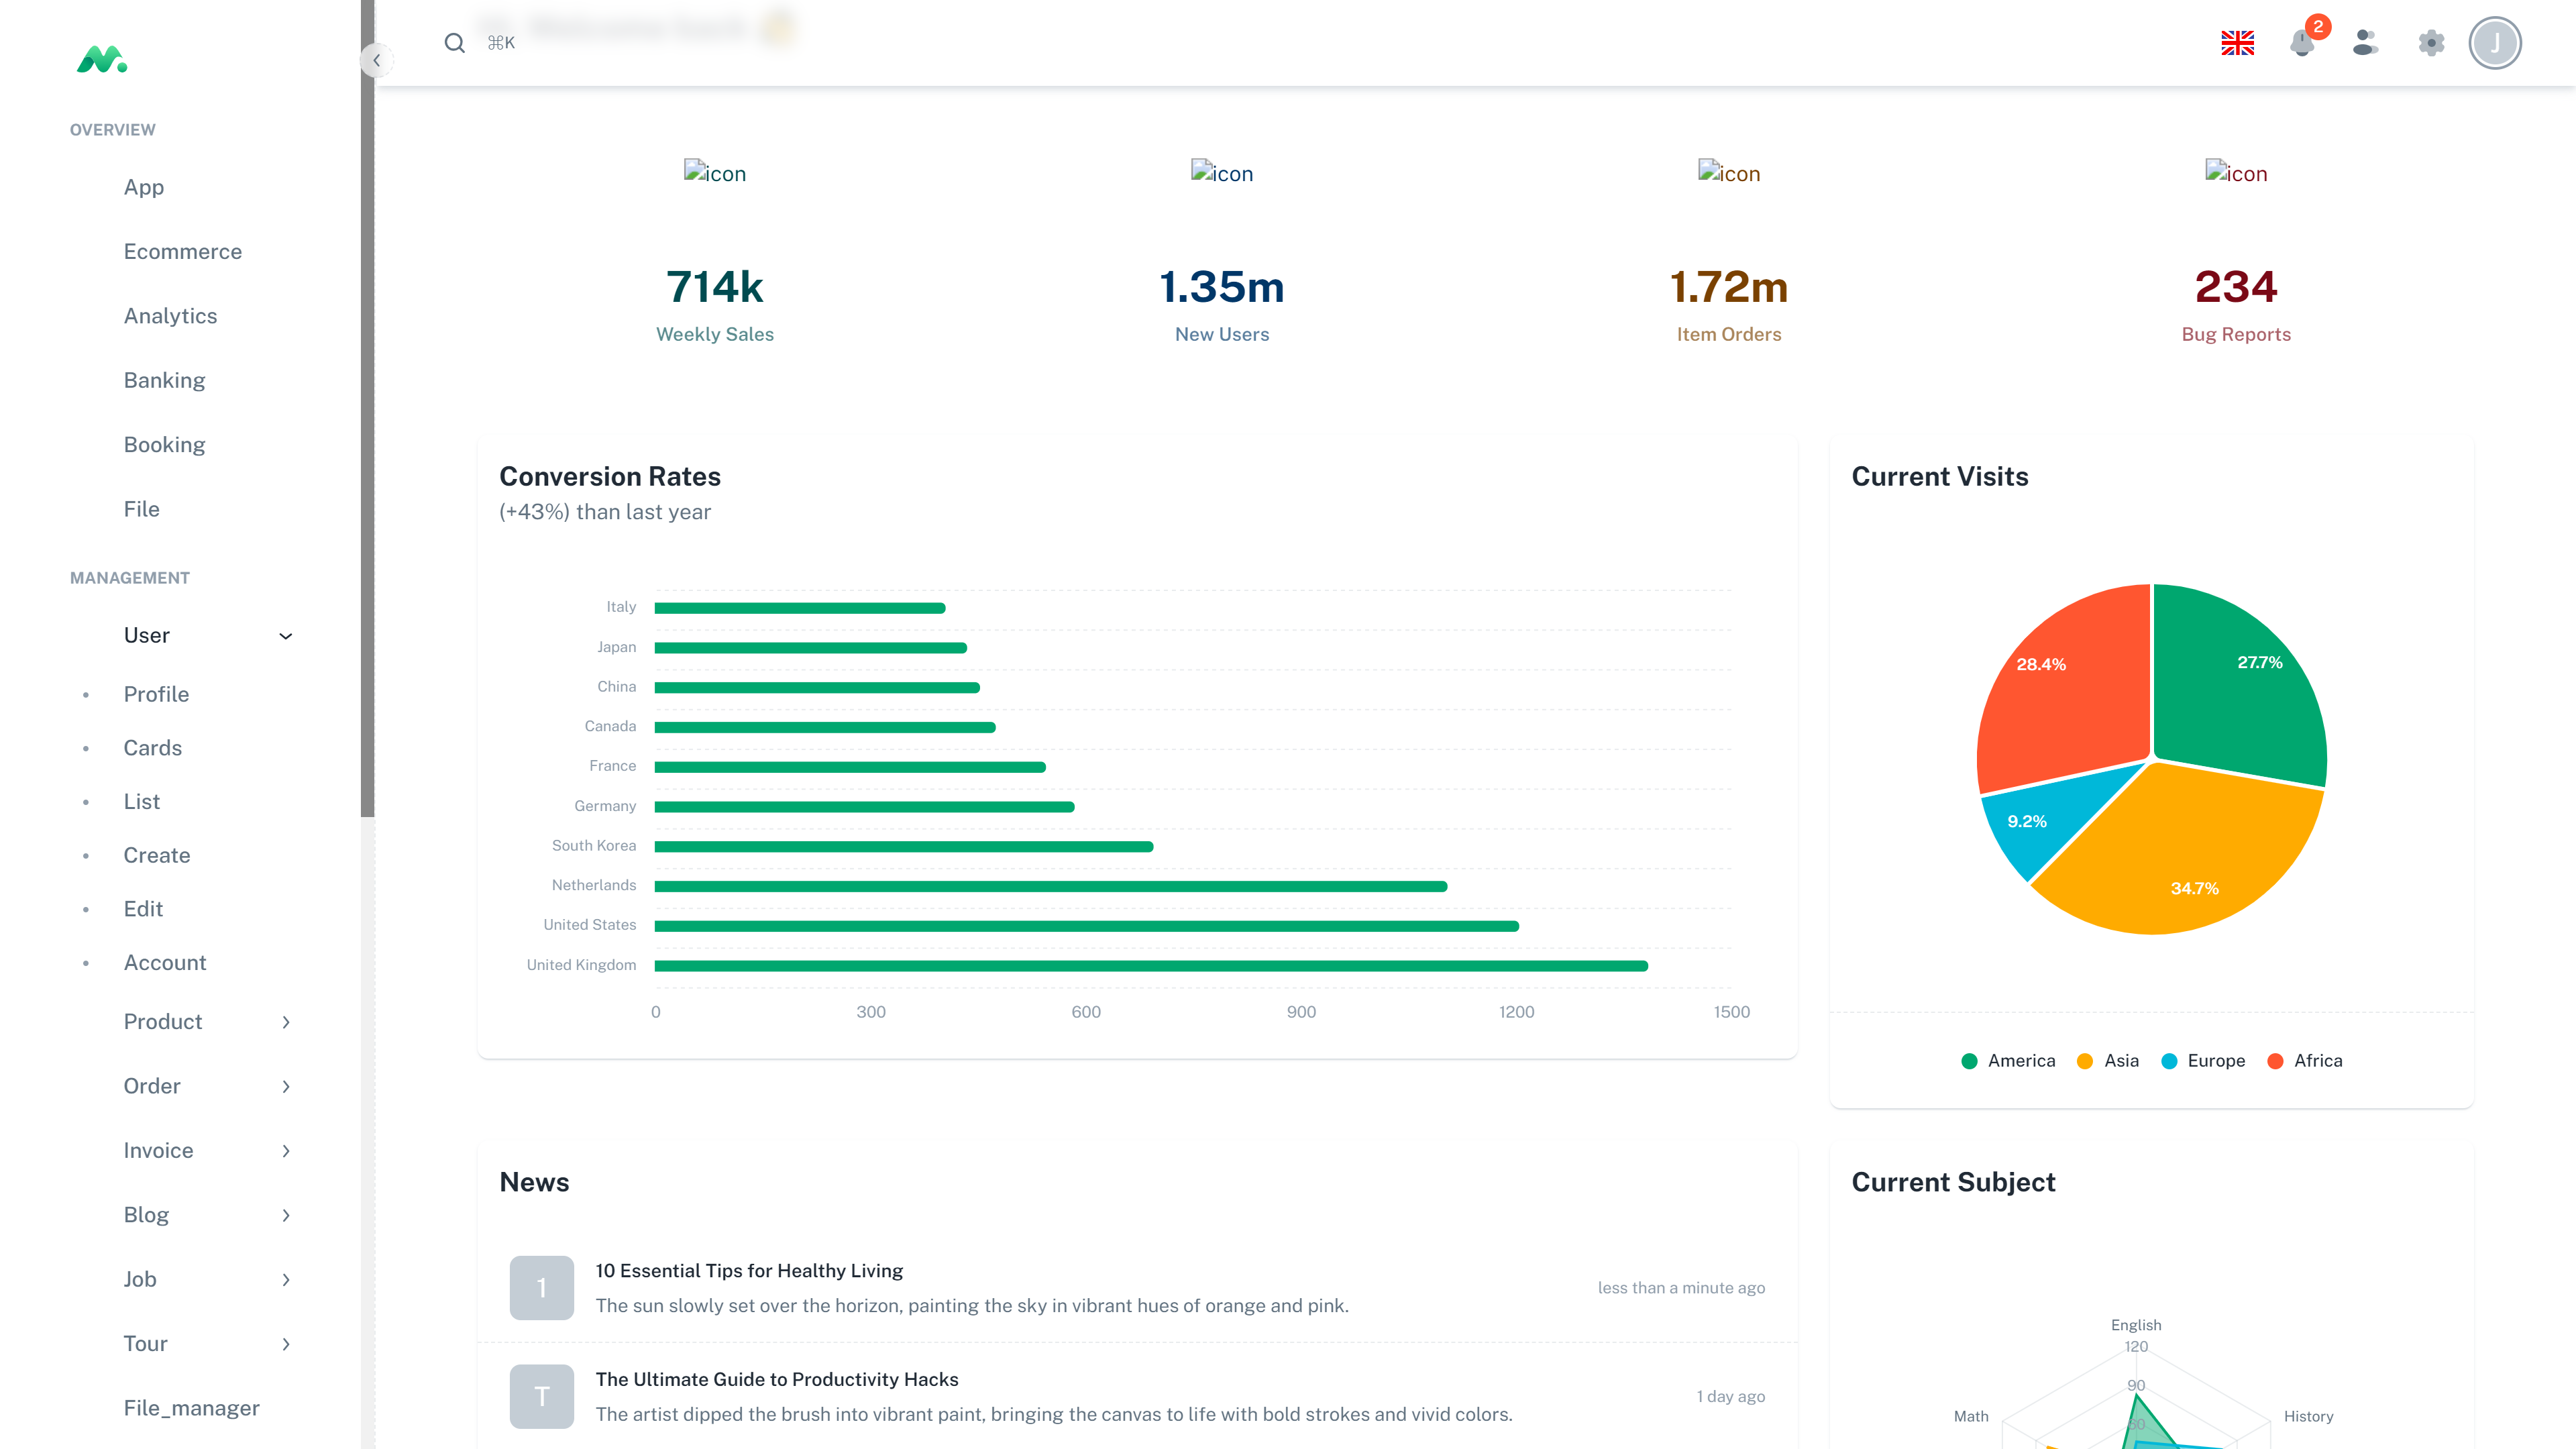 ⌘K
2
J
OVERVIEW
App
Ecommerce
Analytics
Banking
Booking
File
MANAGEMENT
User
Profile
Cards
List
Create
Edit
Account
Product
Order
Invoice
Blog
Job
Tour
File_manager
icon
714k
Weekly Sales
icon
1.35m
New Users
icon
1.72m
Item Orders
icon
234
Bug Reports
Conversion Rates
(+43%) than last year
Italy
Japan
China
Canada
France
Germany
South Korea
Netherlands
United States
United Kingdom
0 300 600 900 1200 1500
Current Visits
28.4%
27.7%
9.2%
34.7%
America Asia Europe Africa
News
1
10 Essential Tips for Healthy Living
The sun slowly set over the horizon, painting the sky in vibrant hues of orange and pink.
less than a minute ago
T
The Ultimate Guide to Productivity Hacks
The artist dipped the brush into vibrant paint, bringing the canvas to life with bold strokes and vivid colors.
1 day ago
Current Subject
English
120
90
60
Math
History